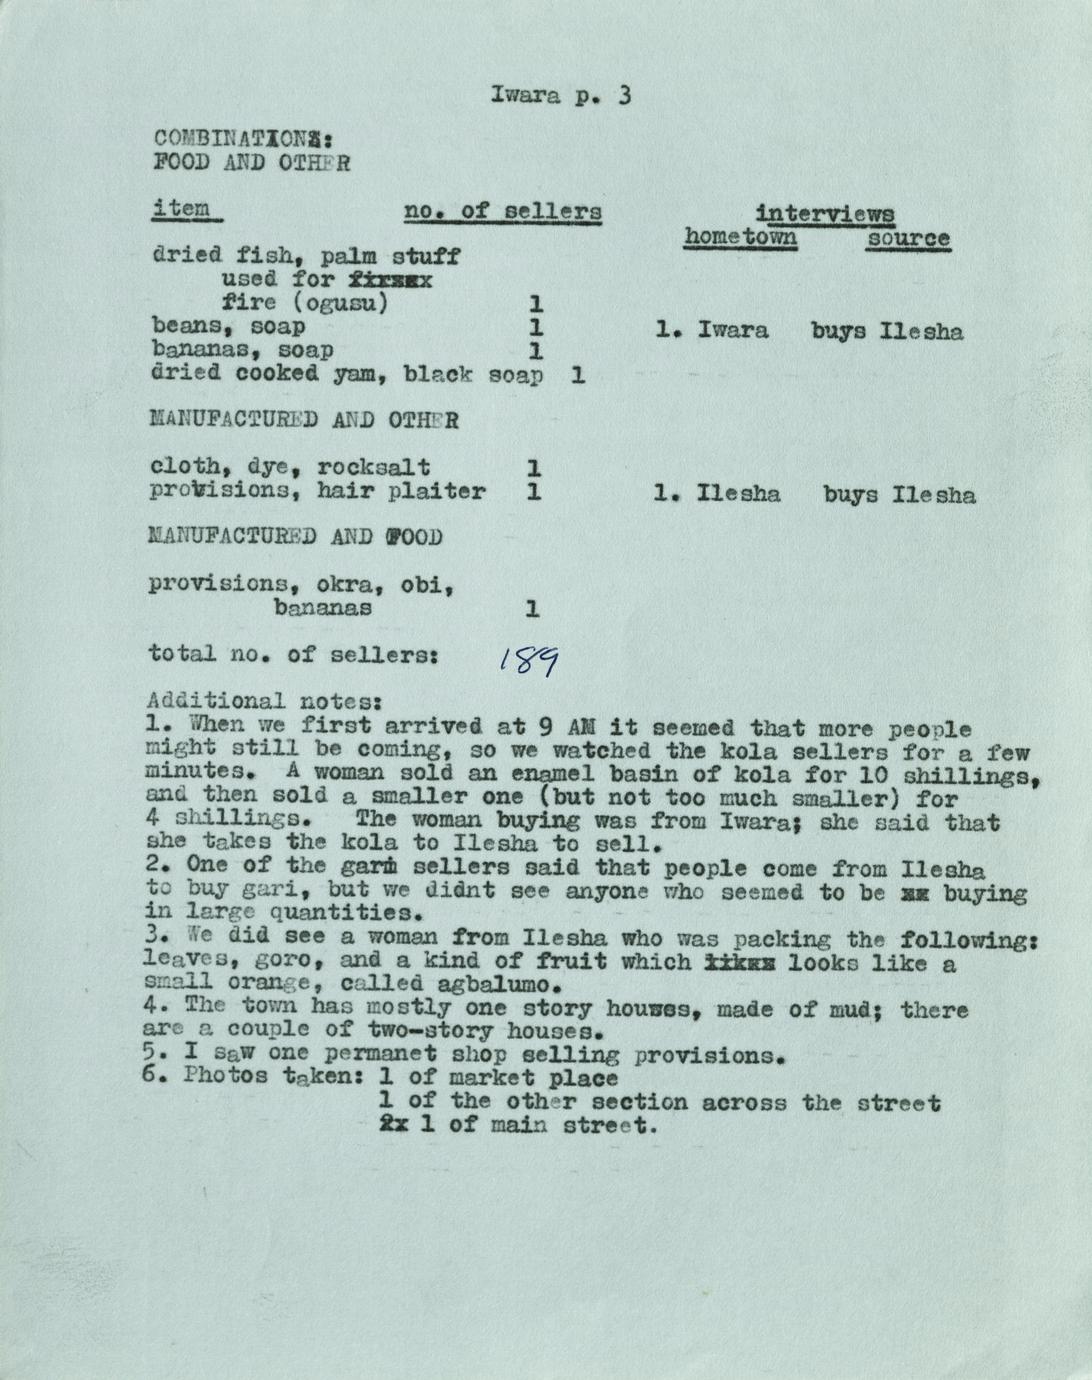 Iwara p. 3
COMBINATIONS:
FOOD AND OTHER
item no. of sellers interviews
hometown source
dried fish, palm stuff
used for
fire (ogusu) 1
beans, soap 1 1. Iwara buys Ilesha
bananas, soap 1
dried cooked yam, black soap 1
MANUFACTURED AND OTHER
cloth, dye, rocksalt 1
provisions, hair plaiter 1 1. Ilesha buys Ilesha
MANUFACTURED AND FOOD
provisions, okra, obi,
bananas 1
total no. of sellers: 189
Additional notes:
1. When we first arrived at 9 AM it seemed that more people
might still be coming, so we watched the kola sellers for a few
minutes. A woman sold an enamel basin of kola for 10 shillings,
and then sold a smaller one (but not too much smaller) for
4 shillings. The woman buying was from Iwara; she said that
she takes the kola to Ilesha to sell.
2. One of the gari sellers said that people come from Ilesha
to buy gari, but we didnt see anyone who seemed to be buying
in large quantities.
3. We did see a woman from Ilesha who was packing the following:
leaves, goro, and a kind of fruit which looks like a
small orange, called agbalumo.
4. The town has mostly one story houses, made of mud; there
are a couple of two-story houses.
5. I saw one permanet shop selling provisions.
6. Photos taken: 1 of market place
1 of the other section across the street
1 of main street.